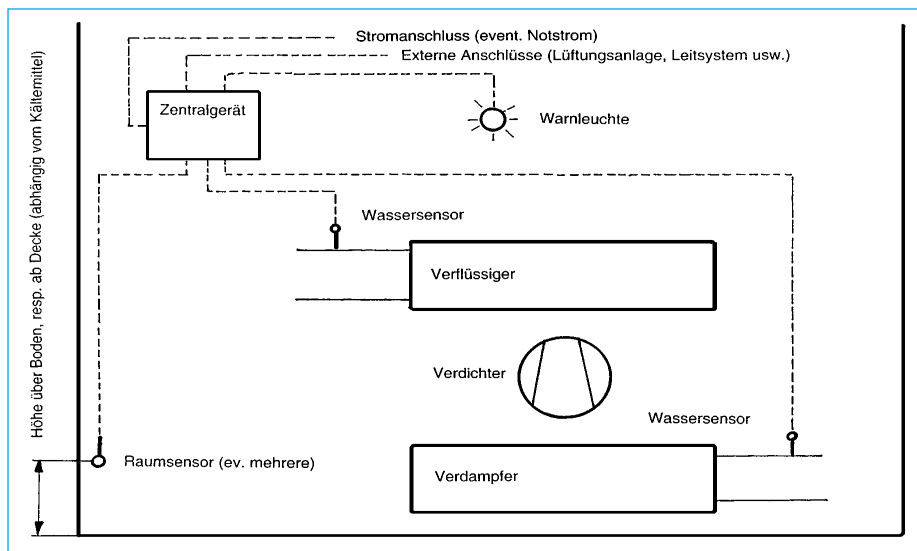 Stromanschluss (event. Notstrom)
Externe Anschlüsse (Lüftungsanlage, Leitsystem usw.)
Zentralgerät
Warnleuchte
Höhe über Boden, resp. ab Decke (abhängig vom Kältemittel)
Wassersensor
Verflüssiger
Verdichter
Wassersensor
Raumsensor (ev. mehrere)
Verdampfer